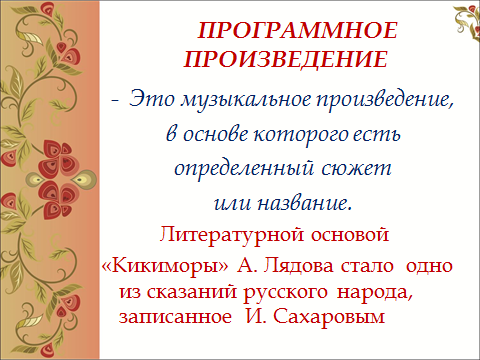 ПРОГРАММНОЕ
ПРОИЗВЕДЕНИЕ
- Это музыкальное произведение,
в основе которого есть
определенный сюжет
или название.
Литературной основой
«Кикиморы» А. Лядова стало одно
из сказаний русского народа,
записанное И. Сахаровым